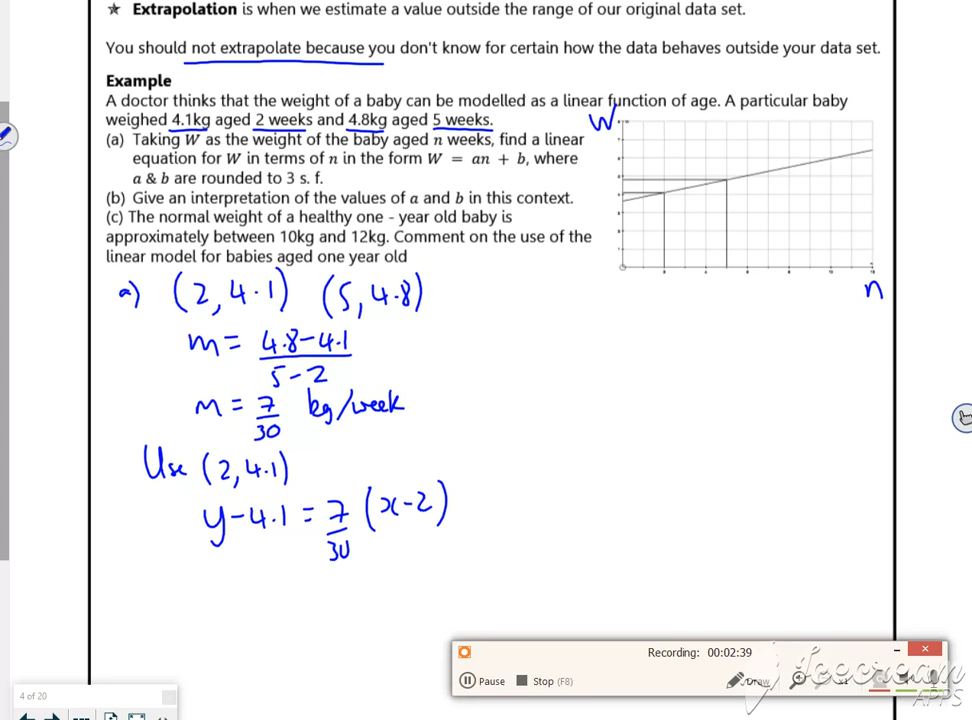 ★ Extrapolation is when we estimate a value outside the range of our original data set.
You should not extrapolate because you don't know for certain how the data behaves outside your data set.
Example
A doctor thinks that the weight of a baby can be modelled as a linear function of age. A particular baby
weighed 4.1kg aged 2 weeks and 4.8kg aged 5 weeks.
(a) Taking W as the weight of the baby aged n weeks, find a linear
equation for W in terms of n in the form W = an + b, where
a & b are rounded to 3 s. f.
(b) Give an interpretation of the values of a and b in this context.
(c) The normal weight of a healthy one - year old baby is
approximately between 10kg and 12kg. Comment on the use of the
linear model for babies aged one year old
W
n
a) (2, 4.1) (5, 4.8)
m = 4.8-4.1
5-2
m = 7 kg/week
30
Use (2, 4.1)
y-4.1 = 7 (x-2)
30
Recording: 00:02:39
Pause Stop (F8) Draw x1
Icecream
APPS
4 of 20